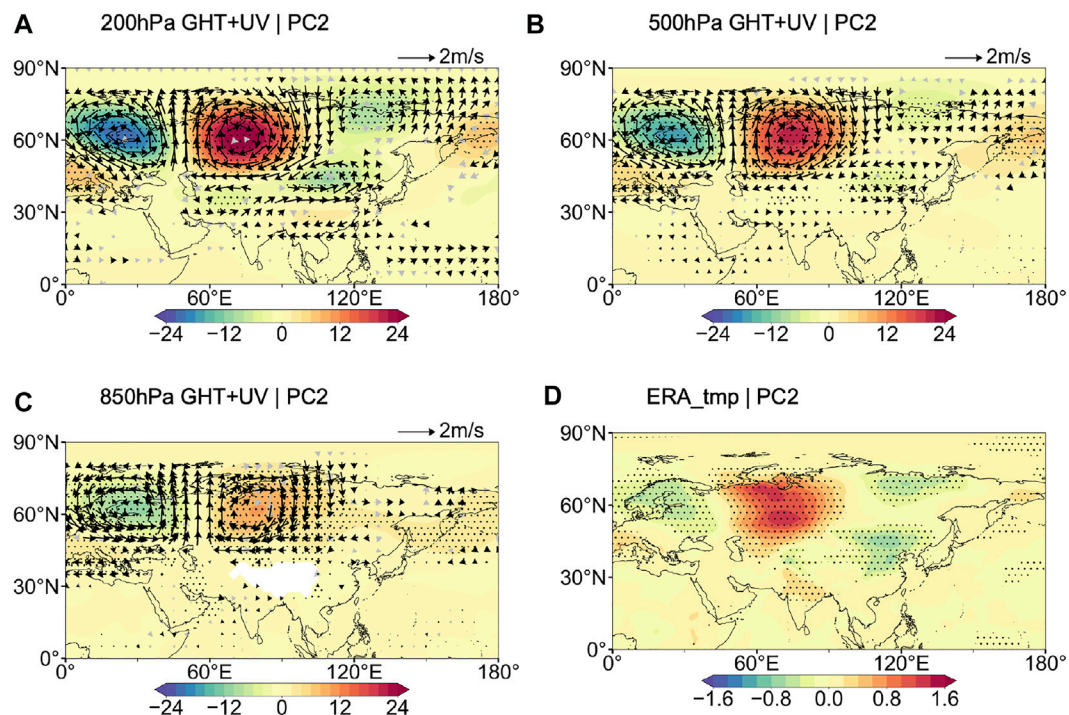 A 200hPa GHT+UV | PC2
2m/s
90°N
60°N
30°N
0°
0° 60°E 120°E 180°
−24 −12 0 12 24
B 500hPa GHT+UV | PC2
2m/s
90°N
60°N
30°N
0°
0° 60°E 120°E 180°
−24 −12 0 12 24
C 850hPa GHT+UV | PC2
2m/s
90°N
60°N
30°N
0°
0° 60°E 120°E 180°
−24 −12 0 12 24
D ERA_tmp | PC2
90°N
60°N
30°N
0°
0° 60°E 120°E 180°
−1.6 −0.8 0.0 0.8 1.6